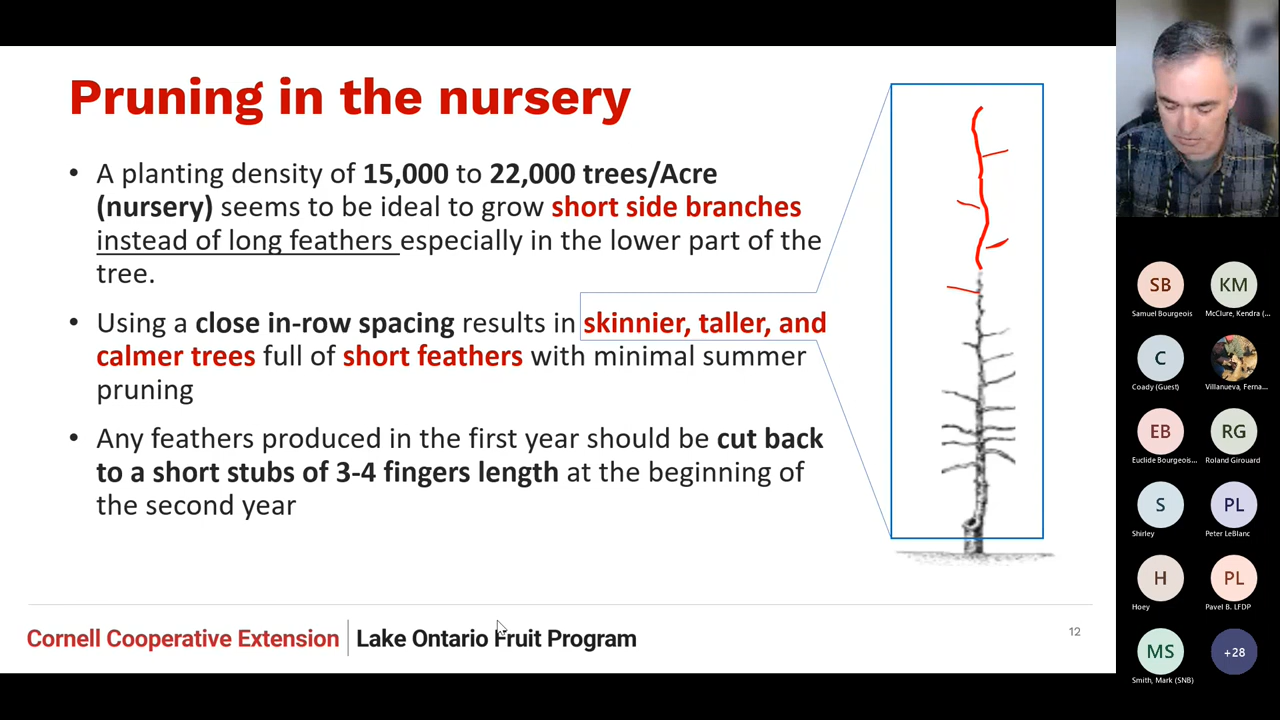 Pruning in the nursery
• A planting density of 15,000 to 22,000 trees/Acre
(nursery) seems to be ideal to grow short side branches
instead of long feathers especially in the lower part of the
tree.
• Using a close in-row spacing results in skinnier, taller, and
calmer trees full of short feathers with minimal summer
pruning
• Any feathers produced in the first year should be cut back
to a short stubs of 3-4 fingers length at the beginning of
the second year
Cornell Cooperative Extension | Lake Ontario Fruit Program
12
SB KM
Samuel Bourgeois McClure, Kendra (...
C
Coady (Guest) Villanueva, Ferna...
EB RG
Euclide Bourgeois... Roland Girouard
S PL
Shirley Peter LeBlanc
H PL
Hoey Pavel B. LFDP
MS +28
Smith, Mark (SNB)